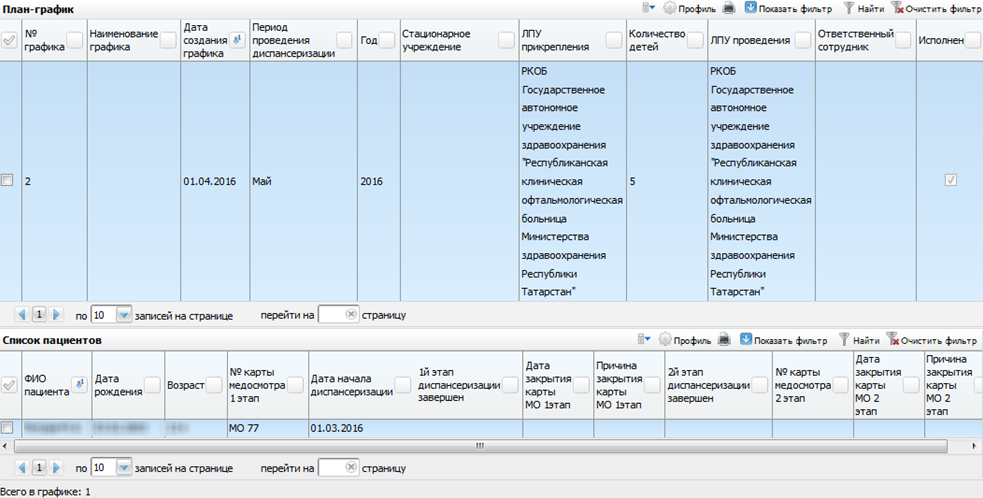 План-график
Профиль Показать фильтр Найти Очистить фильтр
№ графика
Наименование графика
Дата создания графика
Период проведения диспансеризации
Год
Стационарное учреждение
ЛПУ прикрепления
Количество детей
ЛПУ проведения
Ответственный сотрудник
Исполнен
2
01.04.2016
Май
2016
РКОБ
Государственное
автономное
учреждение
здравоохранения
"Республиканская
клиническая
офтальмологическая
больница
Министерства
здравоохранения
Республики
Татарстан"
5
РКОБ
Государственное
автономное
учреждение
здравоохранения
"Республиканская
клиническая
офтальмологическая
больница
Министерства
здравоохранения
Республики
Татарстан"
1 по 10 записей на странице перейти на страницу
Список пациентов
Профиль Показать фильтр Найти Очистить фильтр
ФИО пациента
Дата рождения
Возраст
№ карты медосмотра 1 этап
Дата начала диспансеризации
1й этап диспансеризации завершен
Дата закрытия карты МО 1этап
Причина закрытия карты МО 1этап
2й этап диспансеризации завершен
№ карты медосмотра 2 этап
Дата закрытия карты МО 2 этап
Причина закрытия карты МО 2 этап
МО 77
01.03.2016
1 по 10 записей на странице перейти на страницу
Всего в графике: 1